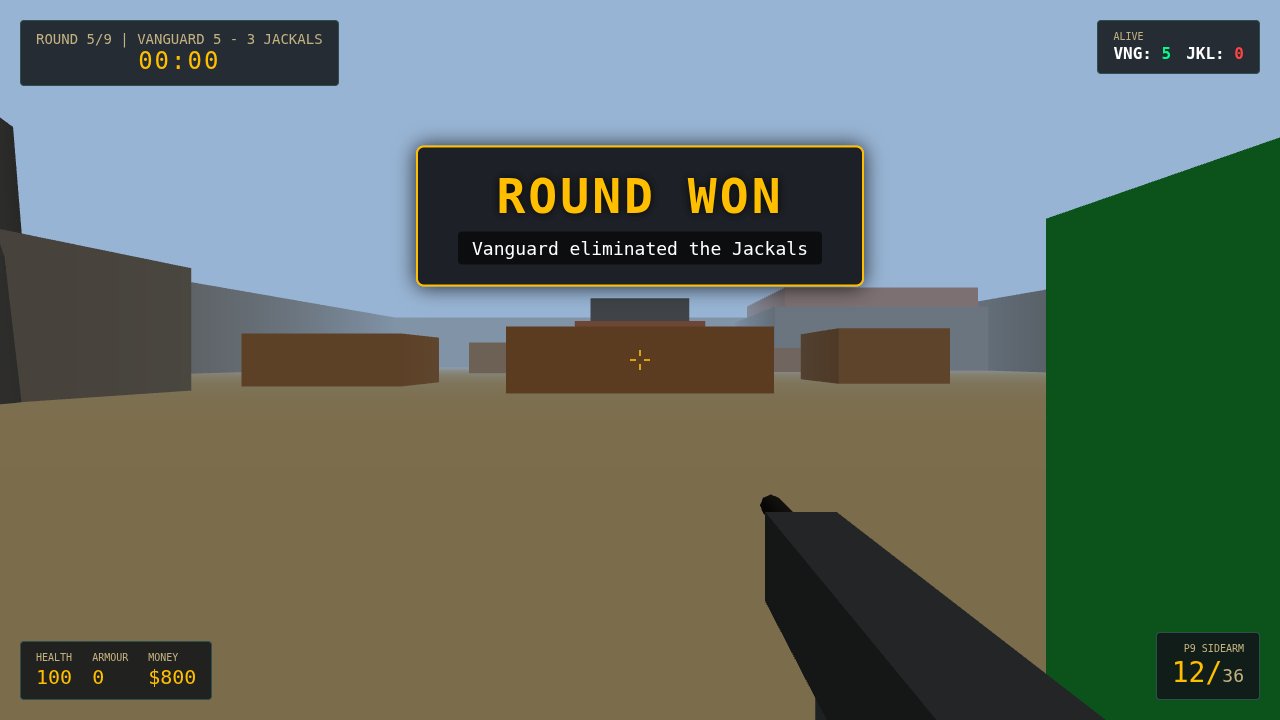 ROUND 5/9 | VANGUARD 5 - 3 JACKALS
00:00
ALIVE
VNG: 5 JKL: 0
ROUND WON
Vanguard eliminated the Jackals
HEALTH ARMOUR MONEY
100 0 $800
P9 SIDEARM
12/36